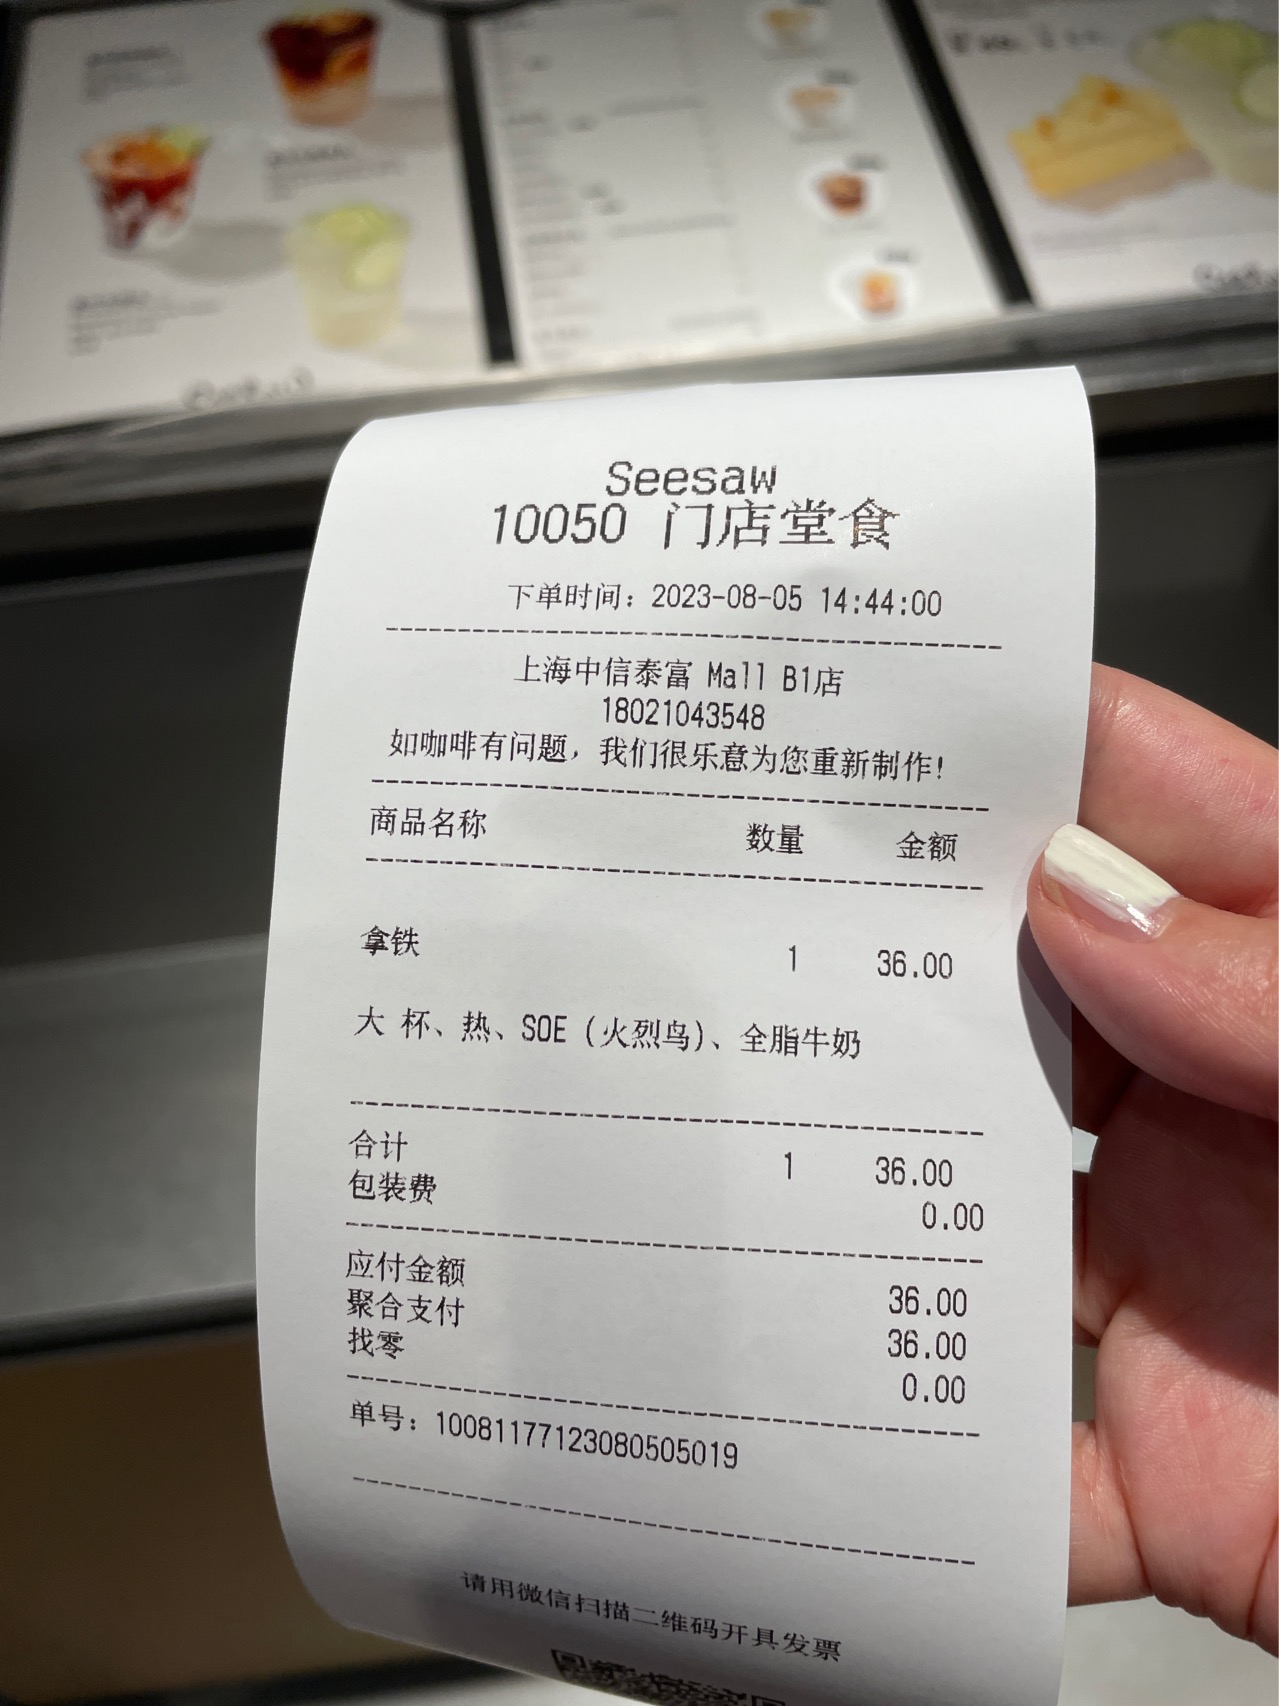 Seesaw
10050 门店堂食
下单时间：2023-08-05 14:44:00
上海中信泰富 Mall B1店
18021043548
如咖啡有问题，我们很乐意为您重新制作！
商品名称 数量 金额
拿铁 1 36.00
大 杯、热、SOE（火烈鸟）、全脂牛奶
合计 1 36.00
包装费 0.00
应付金额 36.00
聚合支付 36.00
找零 0.00
单号：10081177123080505019
请用微信扫描二维码开具发票